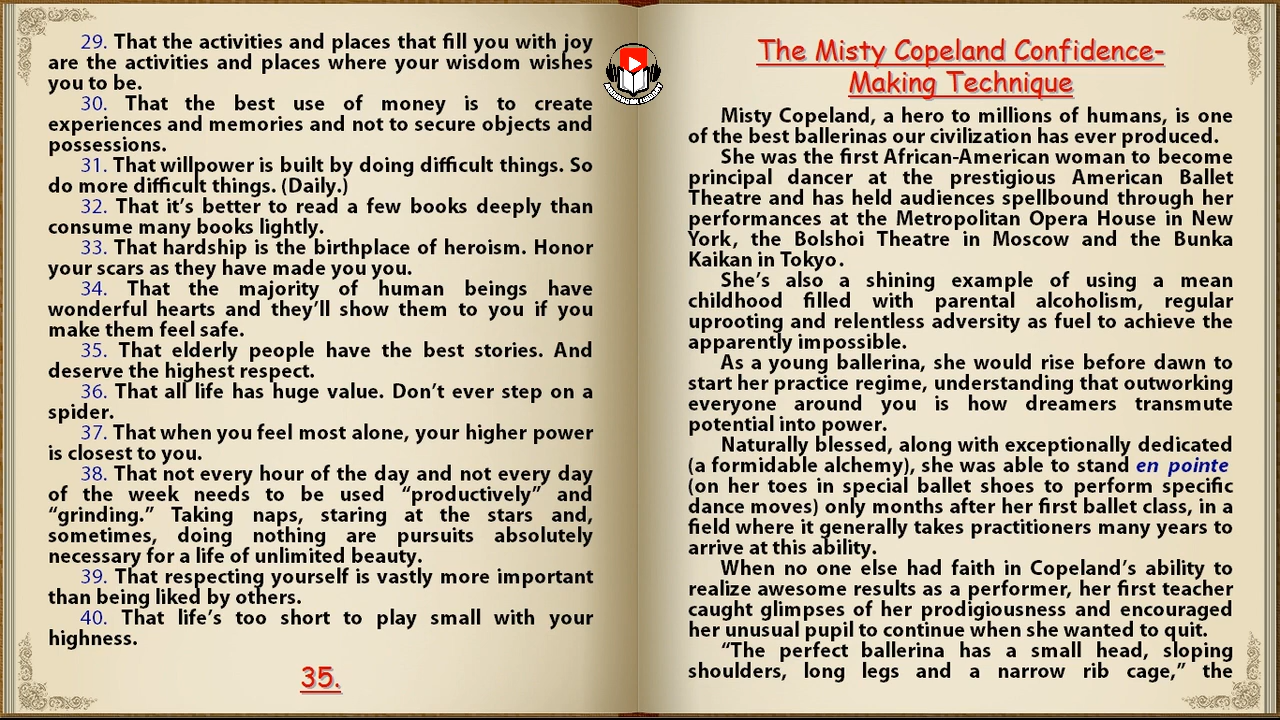 29. That the activities and places that fill you with joy
are the activities and places where your wisdom wishes
you to be.
30. That the best use of money is to create
experiences and memories and not to secure objects and
possessions.
31. That willpower is built by doing difficult things. So
do more difficult things. (Daily.)
32. That it’s better to read a few books deeply than
consume many books lightly.
33. That hardship is the birthplace of heroism. Honor
your scars as they have made you you.
34. That the majority of human beings have
wonderful hearts and they’ll show them to you if you
make them feel safe.
35. That elderly people have the best stories. And
deserve the highest respect.
36. That all life has huge value. Don’t ever step on a
spider.
37. That when you feel most alone, your higher power
is closest to you.
38. That not every hour of the day and not every day
of the week needs to be used “productively” and
“grinding.” Taking naps, staring at the stars and,
sometimes, doing nothing are pursuits absolutely
necessary for a life of unlimited beauty.
39. That respecting yourself is vastly more important
than being liked by others.
40. That life’s too short to play small with your
highness.
35.
The Misty Copeland Confidence-
Making Technique
Misty Copeland, a hero to millions of humans, is one
of the best ballerinas our civilization has ever produced.
She was the first African-American woman to become
principal dancer at the prestigious American Ballet
Theatre and has held audiences spellbound through her
performances at the Metropolitan Opera House in New
York, the Bolshoi Theatre in Moscow and the Bunka
Kaikan in Tokyo.
She’s also a shining example of using a mean
childhood filled with parental alcoholism, regular
uprooting and relentless adversity as fuel to achieve the
apparently impossible.
As a young ballerina, she would rise before dawn to
start her practice regime, understanding that outworking
everyone around you is how dreamers transmute
potential into power.
Naturally blessed, along with exceptionally dedicated
(a formidable alchemy), she was able to stand en pointe
(on her toes in special ballet shoes to perform specific
dance moves) only months after her first ballet class, in a
field where it generally takes practitioners many years to
arrive at this ability.
When no one else had faith in Copeland’s ability to
realize awesome results as a performer, her first teacher
caught glimpses of her prodigiousness and encouraged
her unusual pupil to continue when she wanted to quit.
“The perfect ballerina has a small head, sloping
shoulders, long legs and a narrow rib cage,” the